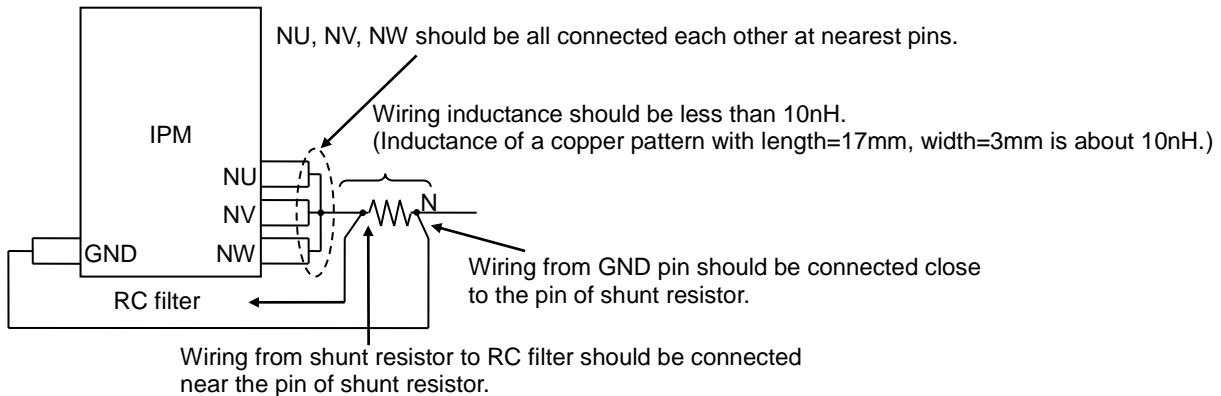 NU, NV, NW should be all connected each other at nearest pins.
Wiring inductance should be less than 10nH.
(Inductance of a copper pattern with length=17mm, width=3mm is about 10nH.)
IPM
NU
N
NV
GND
NW
Wiring from GND pin should be connected close
to the pin of shunt resistor.
RC filter
Wiring from shunt resistor to RC filter should be connected
near the pin of shunt resistor.